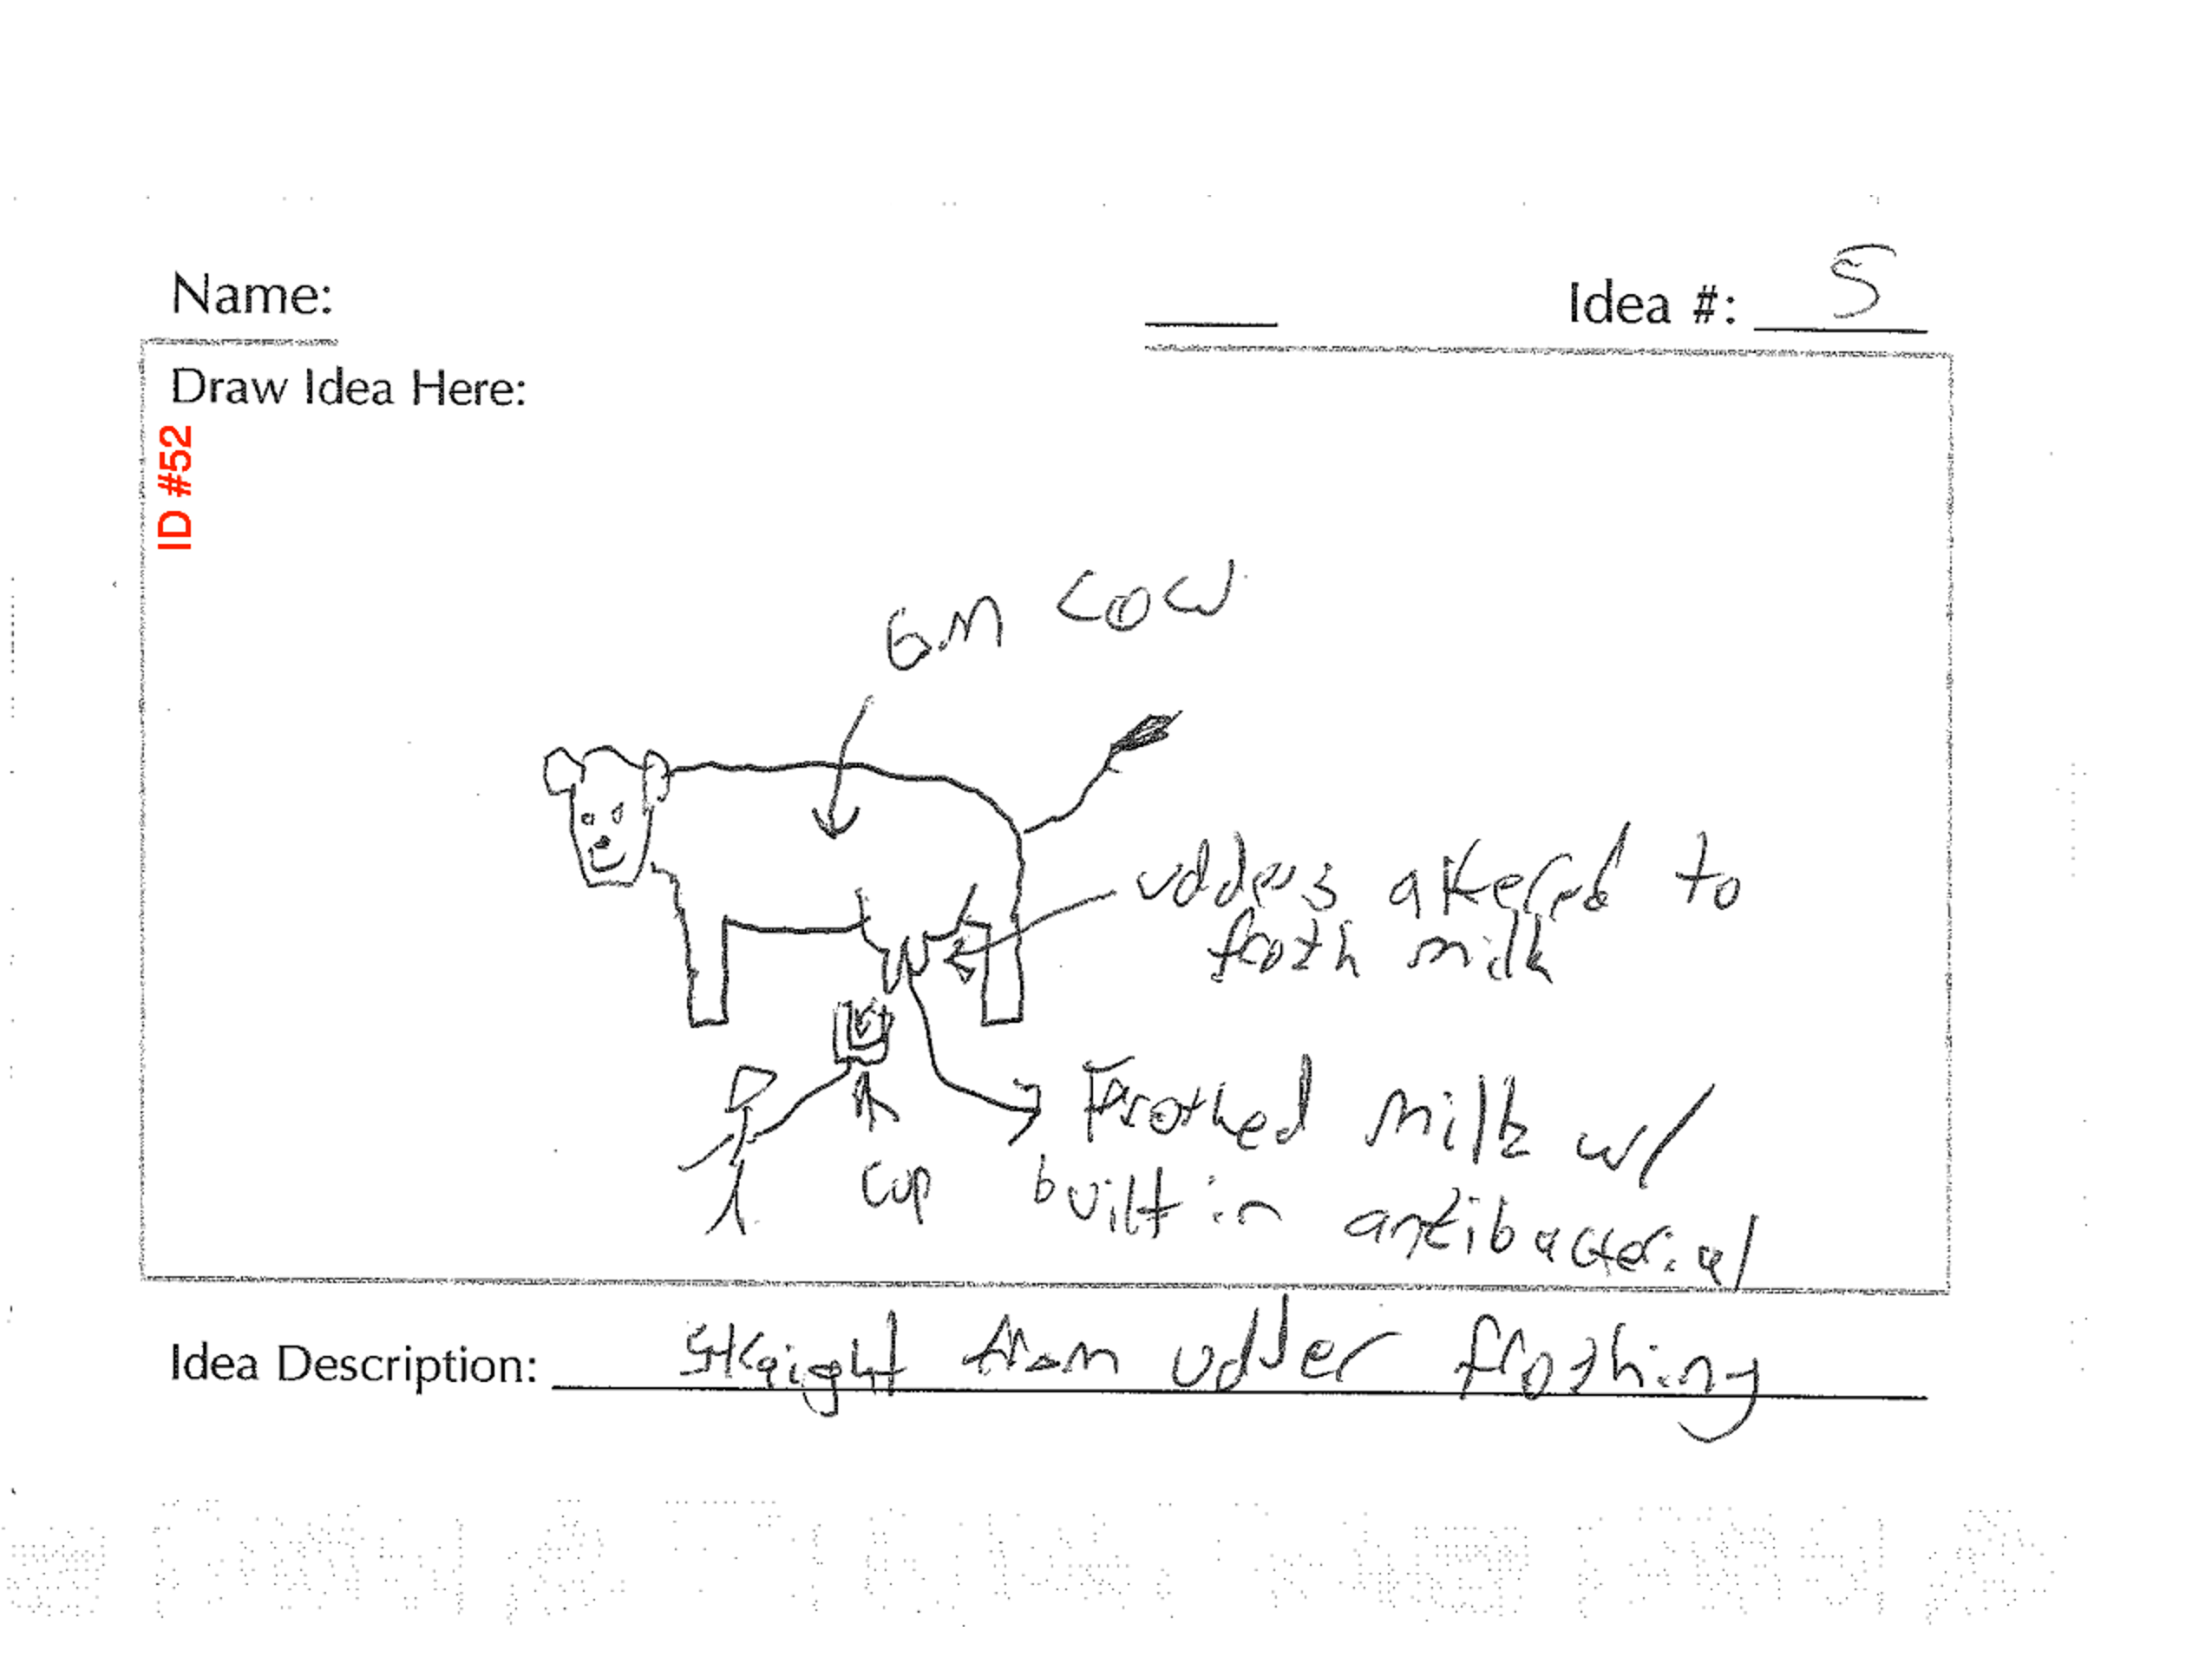 Name:
Idea #: 5
Draw Idea Here:
ID #52
GM COW
udders altered to
froth milk
Frothed milk w/
built in antibacterial
cup
Idea Description: straight from udder frothing